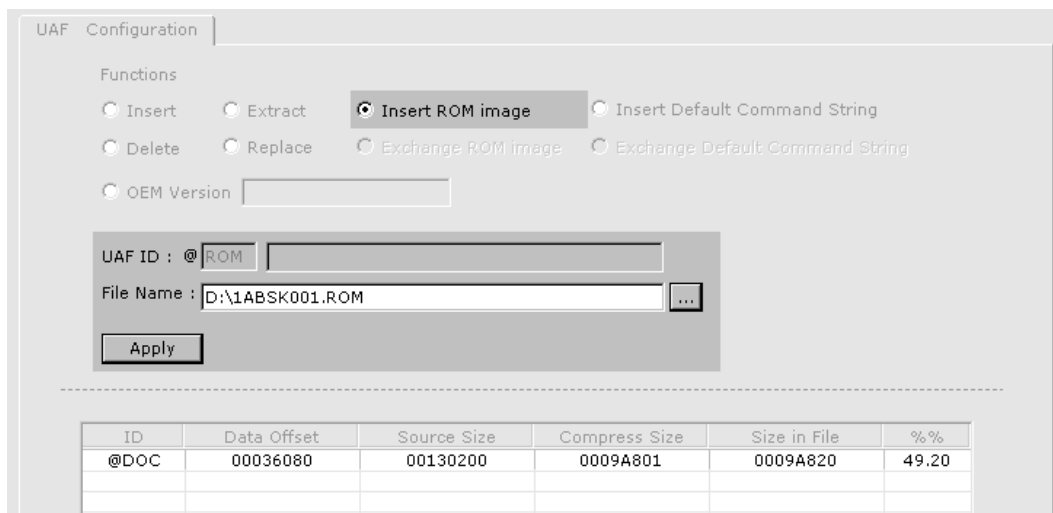 UAF Configuration
Functions
Insert Extract Insert ROM image Insert Default Command String
Delete Replace Exchange ROM image Exchange Default Command String
OEM Version
UAF ID : @ ROM
File Name : D:\1ABSK001.ROM ...
Apply
ID Data Offset Source Size Compress Size Size in File %%
@DOC 00036080 00130200 0009A801 0009A820 49.20